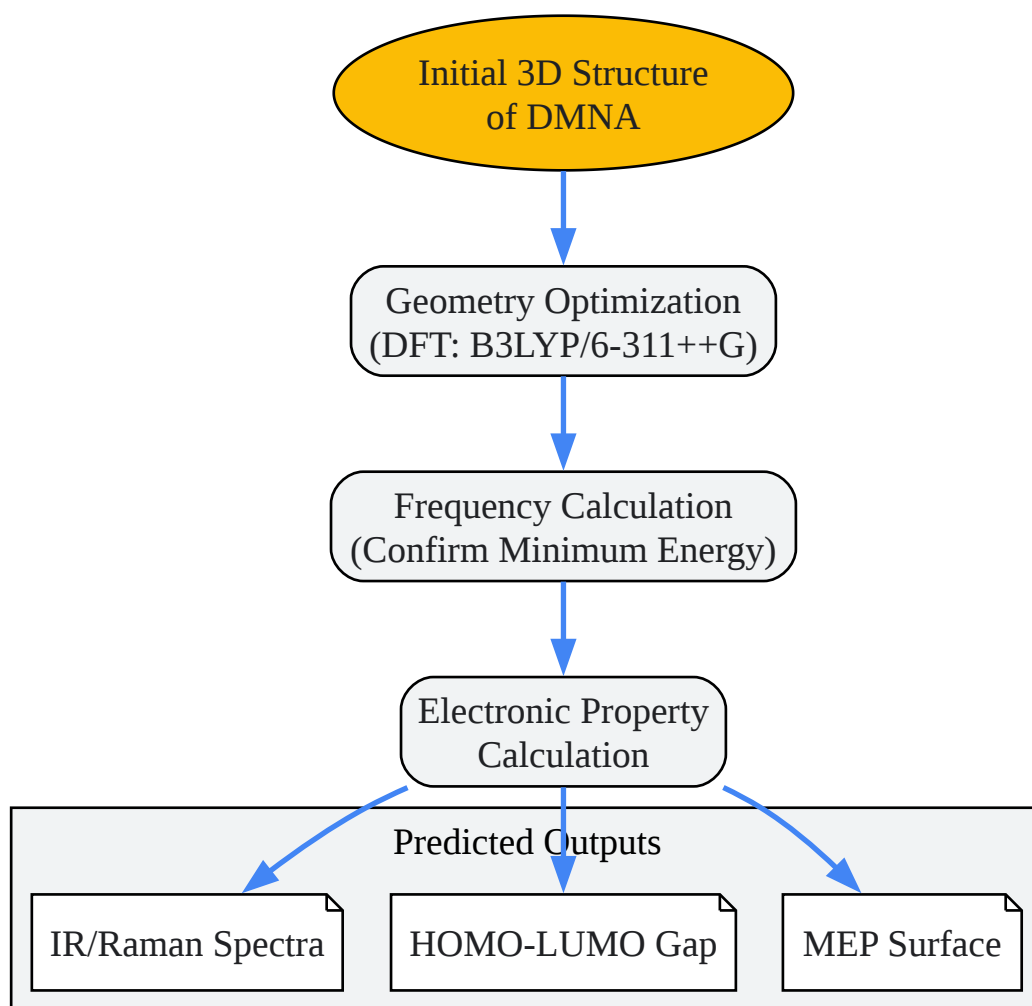 Initial 3D Structure
of DMNA
Geometry Optimization
(DFT: B3LYP/6-311++G)
Frequency Calculation
(Confirm Minimum Energy)
Electronic Property
Calculation
Predicted Outputs
IR/Raman Spectra
HOMO-LUMO Gap
MEP Surface